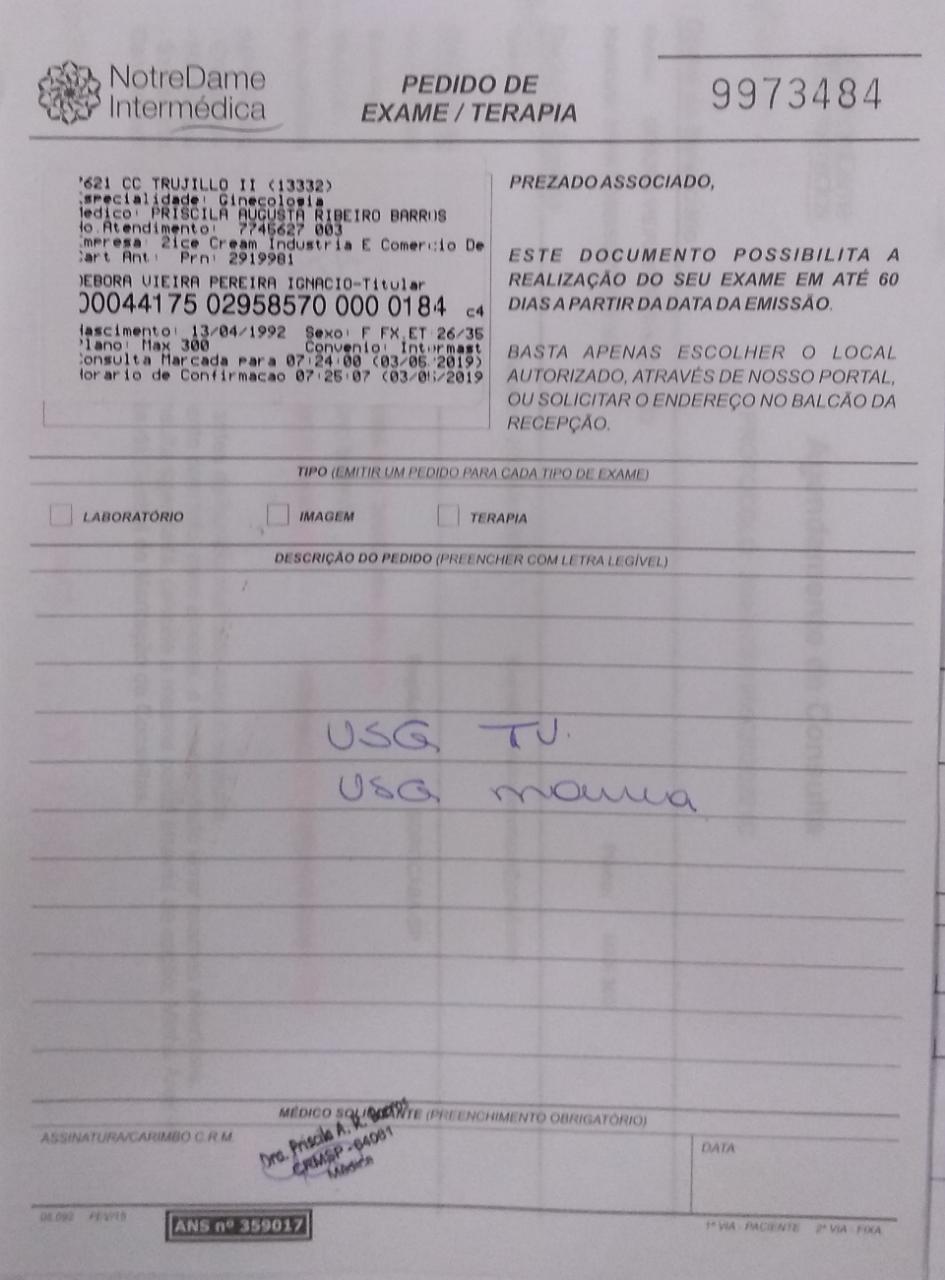 NotreDame
Intermédica
PEDIDO DE
EXAME / TERAPIA
9973484
621 CC TRUJILLO II (13332)
specialidade: Ginecologia
edico: PRISCILA AUGUSTA RIBEIRO BARROS
o.Atendimento: 7745627 003
mpresa: 2ice Cream Industria E Comercio De
art Ant: Prn: 2919981
EBORA VIEIRA PEREIRA IGNACIO-Titular
00044175 02958570 000 0184 c4
ascimento: 13/04/1992 Sexo: F FX.ET 26/35
lano: Max 300 Convenio: Intermast
onsulta Marcada para 07:24:00 (03/05/2019)
orario de Confirmacao 07:25:07 (03/05/2019
PREZADO ASSOCIADO,
ESTE DOCUMENTO POSSIBILITA A
REALIZAÇÃO DO SEU EXAME EM ATÉ 60
DIAS A PARTIR DA DATA DA EMISSÃO.
BASTA APENAS ESCOLHER O LOCAL
AUTORIZADO, ATRAVÉS DE NOSSO PORTAL,
OU SOLICITAR O ENDEREÇO NO BALCÃO DA
RECEPÇÃO.
TIPO (EMITIR UM PEDIDO PARA CADA TIPO DE EXAME)
LABORATÓRIO IMAGEM TERAPIA
DESCRIÇÃO DO PEDIDO (PREENCHER COM LETRA LEGÍVEL)
USG TV.
USG mama
MÉDICO SOLICITANTE (PREENCHIMENTO OBRIGATÓRIO)
ASSINATURA/CARIMBO C.R.M.
Dra. Priscila A. R. Barros
CRMSP - 64081
Médica
DATA
FEV/15
ANS nº 359017
1ª VIA - PACIENTE 2ª VIA - FIXA